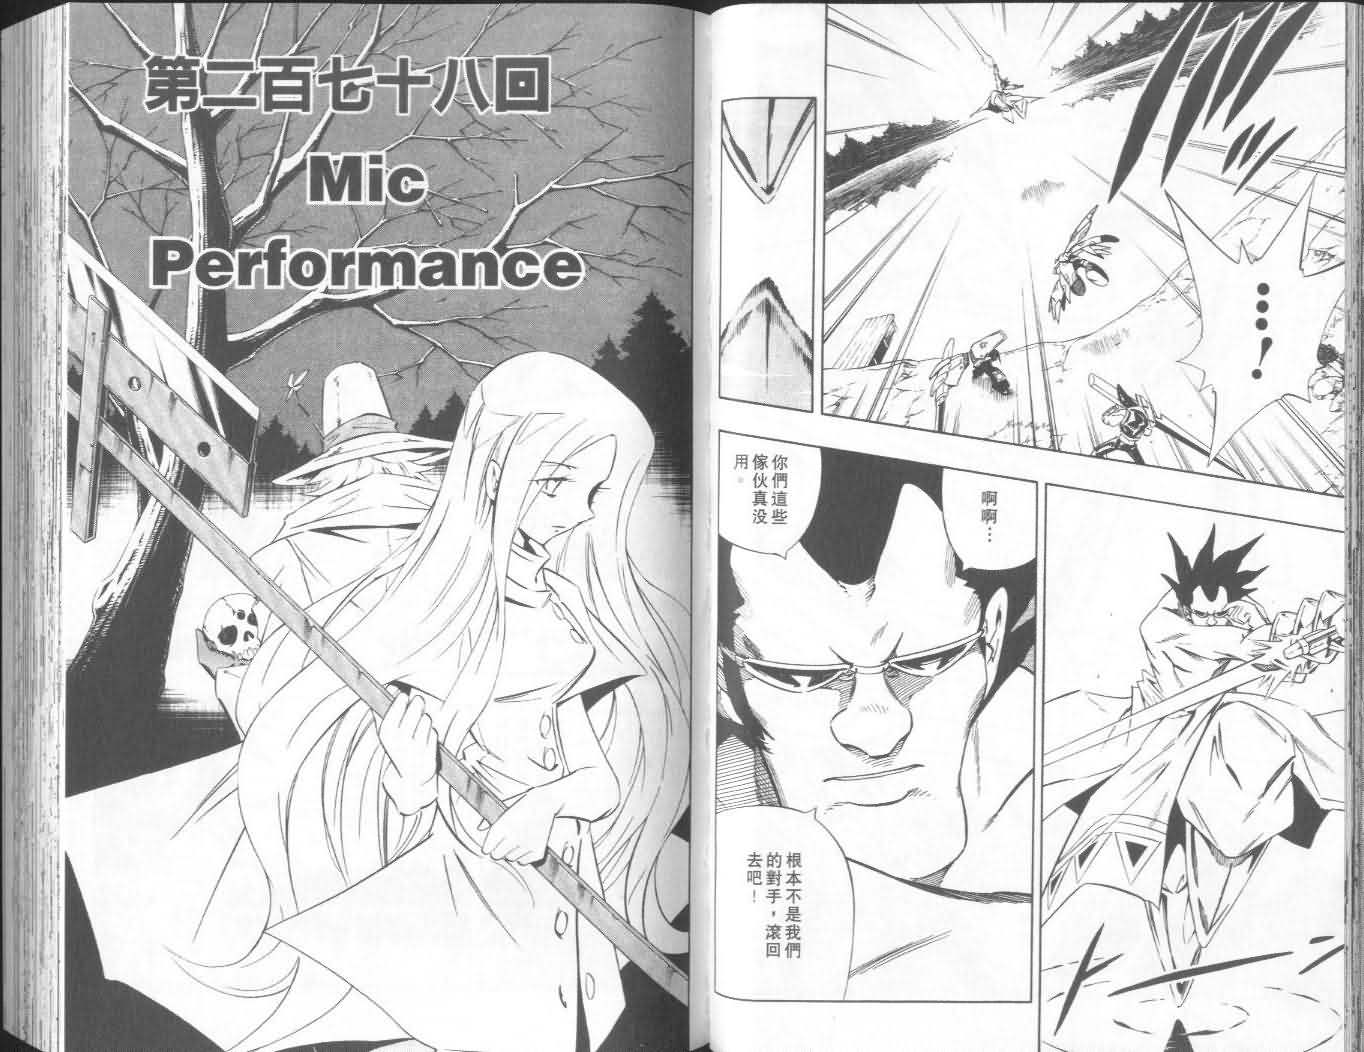 …！
啊啊…
你們這些
傢伙真没
用。
根本不是我們
的對手，滾回
去吧！
第二百七十八回
Mic
Performance